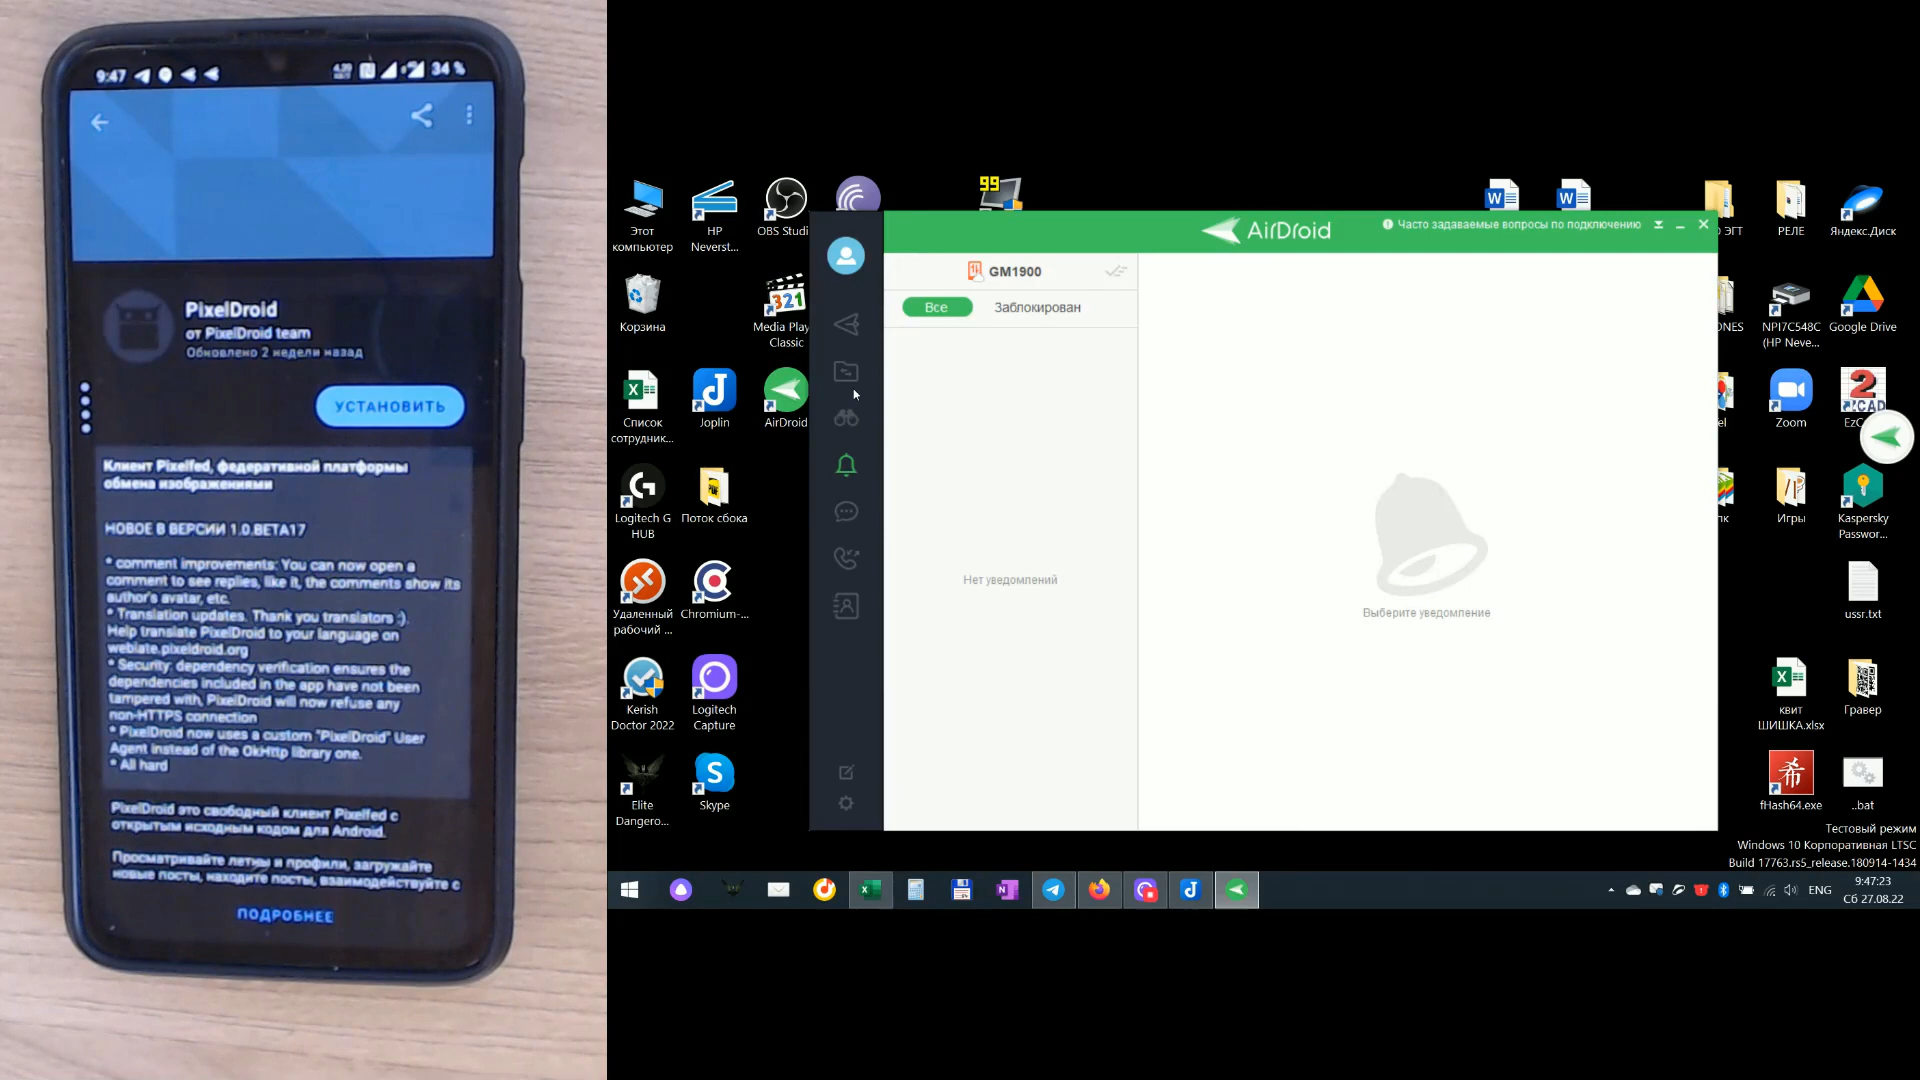 9:47
4.39
34 %
PixelDroid
от PixelDroid team
Обновлено 2 недели назад
УСТАНОВИТЬ
Клиент Pixelfed, федеративной платформы
обмена изображениями
НОВОЕ В ВЕРСИИ 1.0.BETA17
* comment improvements: You can now open a
comment to see replies, like it, the comments show its
author's avatar, etc.
* Translation updates. Thank you translators :).
Help translate PixelDroid to your language on
weblate.pixeldroid.org
* Security: dependency verification ensures the
dependencies included in the app have not been
tampered with, PixelDroid will now refuse any
non-HTTPS connection
* PixelDroid now uses a custom "PixelDroid" User
Agent instead of the OkHttp library one.
* All hard
PixelDroid это свободный клиент Pixelfed с
открытым исходным кодом для Android.
Просматривайте летны и профили, загружайте
новые посты, находите посты, взаимодействуйте с
ПОДРОБНЕЕ
Этот
компьютер
HP
Neverst...
OBS Studi
99
ЭГТ
РЕЛЕ
Яндекс.Диск
Корзина
321
Media Play
Classic
ONES
NPI7C548C
(HP Neve...
Google Drive
Список
сотрудник...
Joplin
AirDroid
el
Zoom
EzC
Logitech G
HUB
Поток сбока
пк
Игры
Kaspersky
Passwor...
Удаленный
рабочий ...
Chromium-...
ussr.txt
Kerish
Doctor 2022
Logitech
Capture
квит
ШИШКА.xlsx
Гравер
Elite
Dangero...
Skype
fHash64.exe
..bat
AirDroid
Часто задаваемые вопросы по подключению
GM1900
Все
Заблокирован
Нет уведомлений
Выберите уведомление
Тестовый режим
Windows 10 Корпоративная LTSC
Build 17763.rs5_release.180914-1434
ENG
9:47:23
Сб 27.08.22